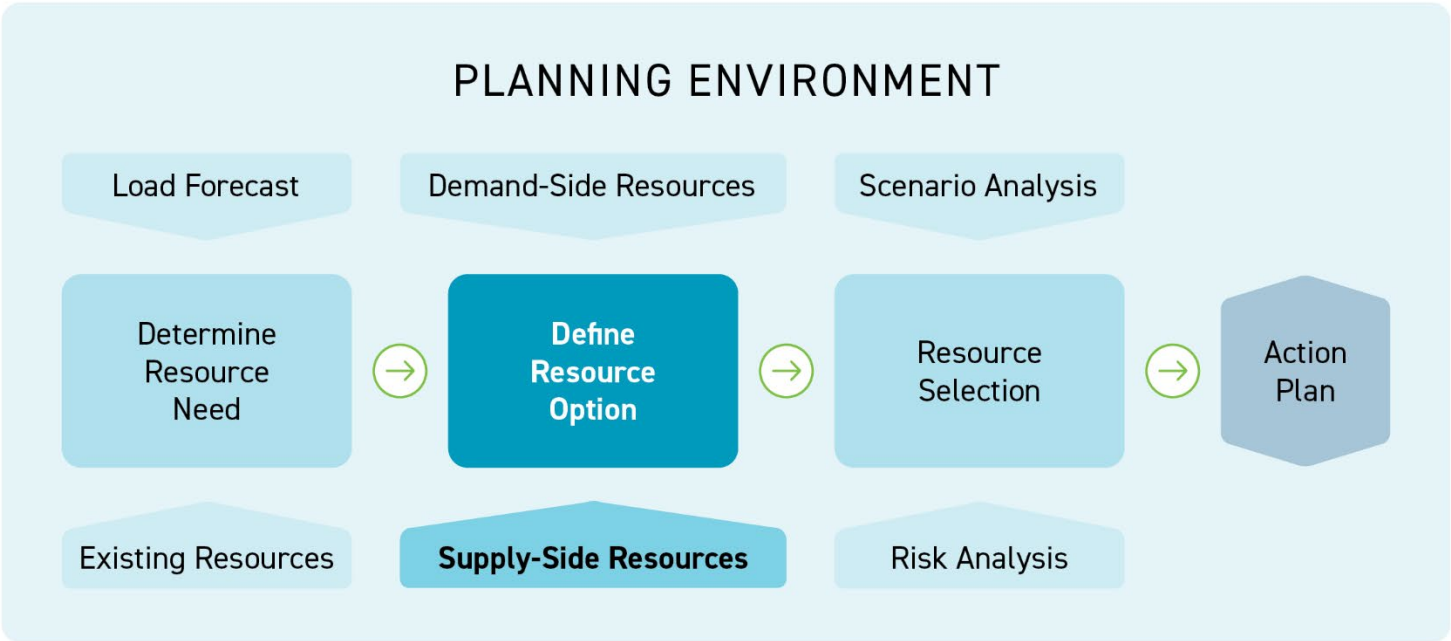 PLANNING ENVIRONMENT
Load Forecast
Demand-Side Resources
Scenario Analysis
Determine
Resource
Need
Define
Resource
Option
Resource
Selection
Action
Plan
Existing Resources
Supply-Side Resources
Risk Analysis